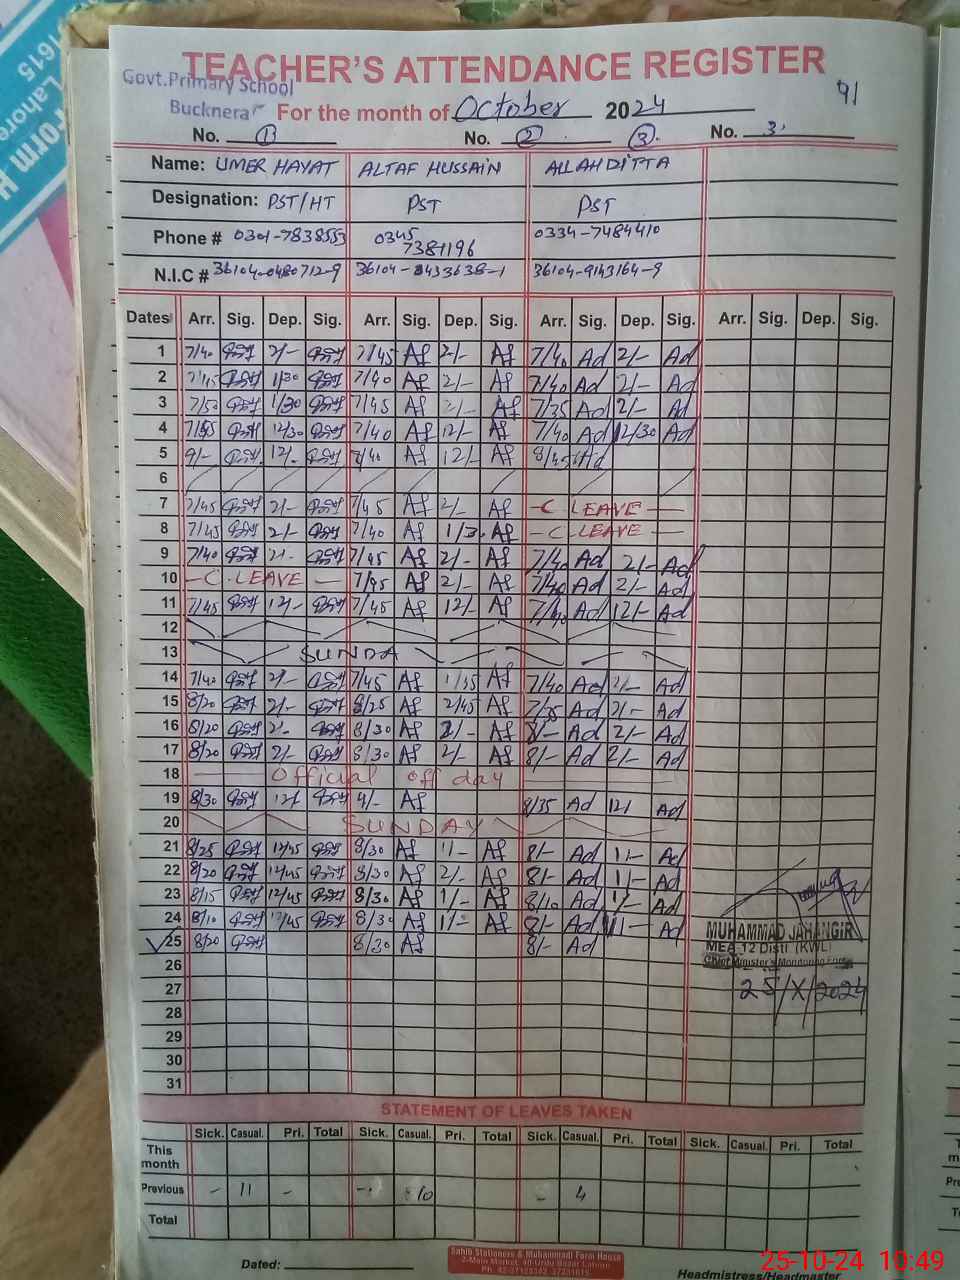 TEACHER'S ATTENDANCE REGISTER
Govt.Primary School
Bucknera
For the month of October 2024
91
No. 1 No. 2 3 No. 3.
Name: UMER HAYAT ALTAF HUSSAIN ALLAH DITTA
Designation: PST/HT PST PST
Phone # 0301-7838553 0345 7381196 0334-7484410
N.I.C # 36104-0480712-9 36104- 36104-9143164-9
Dates Arr. Sig. Dep. Sig. Arr. Sig. Dep. Sig. Arr. Sig. Dep. Sig. Arr. Sig. Dep. Sig.
1 7/40 2/- 7/45 Af 2/- Af 7/40 Ad 2/- Ad
2 7/45 1/30 7/40 Af 2/- Af 7/40 Ad 2/- Ad
3 7/50 1/30 7/45 Af 2/- Af 7/35 Ad 2/- Ad
4 12/30 7/40 Af 12/- Af 7/40 Ad 12/30 Ad
5 9/- 12/- 7/40 Af 12/- Af 8/45 Ad
6
7 7/45 2/- 7/45 Af 2/- Af - C LEAVE -
8 7/45 2/- 7/40 Af 1/3 Af - C LEAVE -
9 7/40 2/- 7/45 Af 2/- Af 7/40 Ad 2/- Ad
10 - C. LEAVE - 7/45 Af 2/- Af 7/40 Ad 2/- Ad
11 7/45 12/- 7/45 Af 12/- Af 7/40 Ad 12/- Ad
12
13 SUNDA
14 7/40 2/- 7/45 Af 1/55 Af 7/40 Ad 2/- Ad
15 8/20 2/- 8/25 Af 2/45 Af Ad 2/- Ad
16 8/20 2/- 8/30 Af 2/- Af 8/- Ad 2/- Ad
17 8/20 2/- 8/30 Af 2/- Af 8/- Ad 2/- Ad
18 Official off day
19 8/30 12/ Af 8/35 Ad 12/ Ad
20 SUNDAY
21 8/25 12/45 8/30 Af 1/- Af 8/- Ad 1/- Ad
22 8/20 12/45 8/30 Af 2/- Af 8/- Ad 1/- Ad
23 8/15 12/45 8/30 Af 1/- Af 8/10 Ad 1/- Ad
24 8/10 12/45 8/30 Af 1/- Af 8/- Ad 1/- Ad
25 8/20 8/30 Af 8/- Ad
MUHAMMAD JAHANGIR
MEA-12 Distt (KWL)
Chief Minister's Monitoring Force
25/X/2024
26
27
28
29
30
31
STATEMENT OF LEAVES TAKEN
Sick. Casual. Pri. Total Sick. Casual. Pri. Total Sick. Casual. Pri. Total Sick. Casual. Pri. Total
This month
Previous - 11 - - 10 - 4
Total
Dated:
Sahib Stationers & Muhammadi Form House
2-Main Market, 40-Urdu Bazar Lahore
Headmistress/Headmaster
25-10-24 10:49